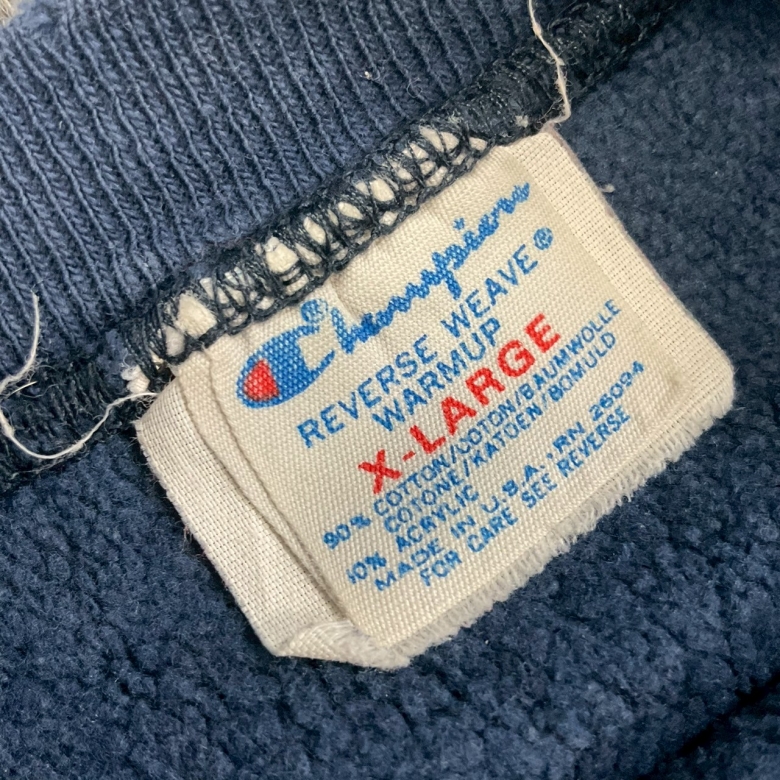 Champion®
REVERSE WEAVE®
WARMUP
X-LARGE
90% COTTON/COTON/BAUMWOLLE
COTONE/KATOEN/BOMULD
10% ACRYLIC
MADE IN U.S.A., RN 26094
FOR CARE SEE REVERSE